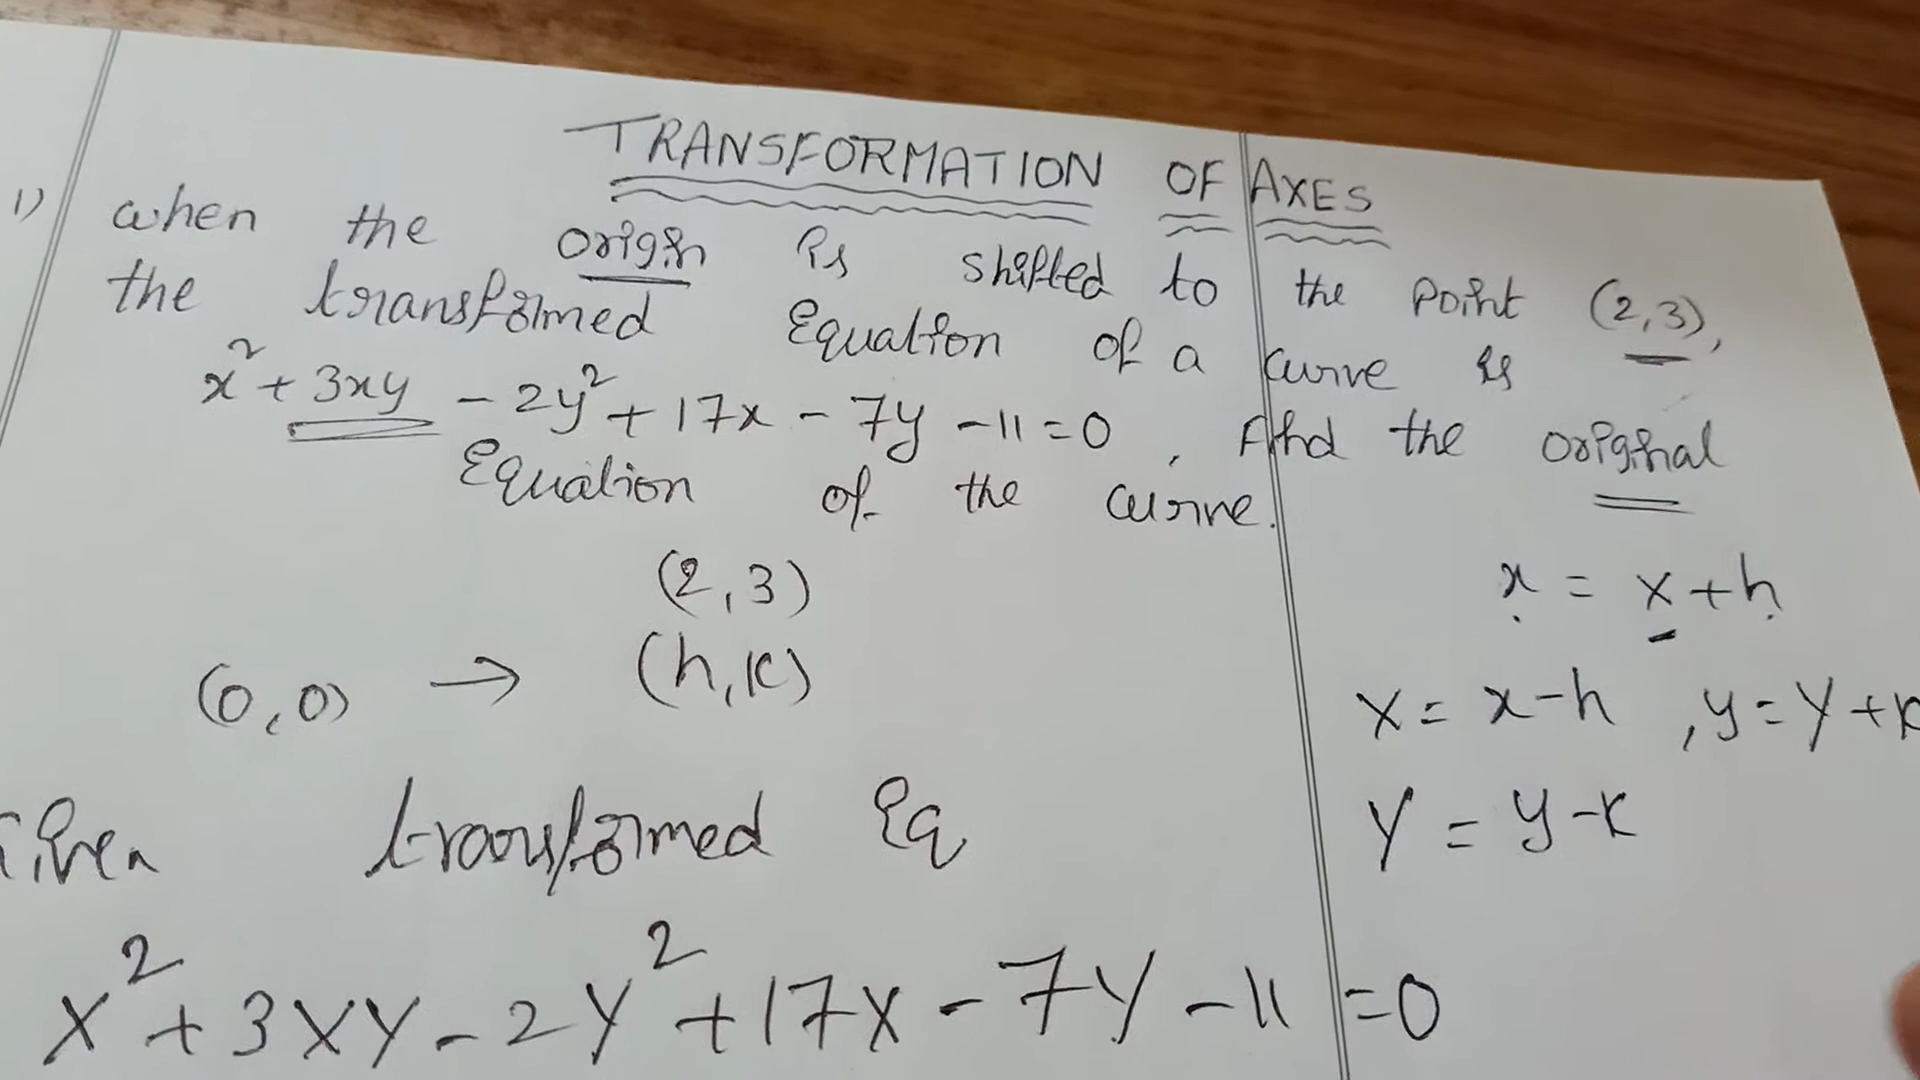 TRANSFORMATION OF AXES
1) when the origin is shifted to the point (2,3),
the transformed Equation of a curve is
x² + 3xy - 2y² + 17x - 7y - 11 = 0, find the original
Equation of the curve.
(2,3)
(0,0) → (h,k)
x = X + h
X = x - h , y = Y + k
Y = y - k
Given transformed Eq
X² + 3XY - 2Y² + 17X - 7Y - 11 = 0